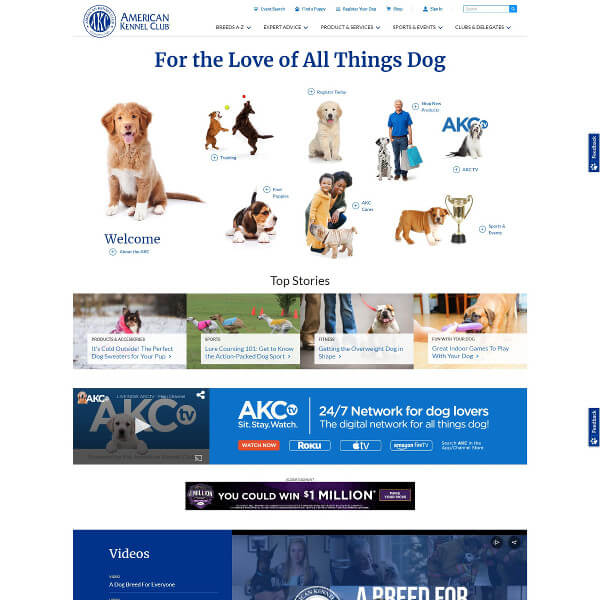 AMERICAN
KENNEL CLUB
Event Search
Find a Puppy
Register Your Dog
Shop
Sign In
BREEDS A-Z
EXPERT ADVICE
PRODUCT & SERVICES
SPORTS & EVENTS
CLUBS & DELEGATES
For the Love of All Things Dog
Register Today
Shop New
Products
AKC tv
Training
AKC TV
Find
Puppies
AKC
Cares
Sports &
Events
Welcome
About the AKC
Feedback
Top Stories
PRODUCTS & ACCESSORIES
It's Cold Outside! The Perfect
Dog Sweaters for Your Pup >
SPORTS
Lure Coursing 101: Get to Know
the Action-Packed Dog Sport >
FITNESS
Getting the Overweight Dog in
Shape >
FUN WITH YOUR DOG
Great Indoor Games To Play
With Your Dog >
AKC tv
Sit. Stay. Watch.
24/7 Network for dog lovers
The digital network for all things dog!
WATCH NOW
Roku
tv
amazon fireTV
Search AKC in the
App/Channel Store
Feedback
ADVERTISEMENT
MILLION
YOU COULD WIN $1 MILLION*
Videos
VIDEO
A Dog Breed For Everyone
A BREED FOR